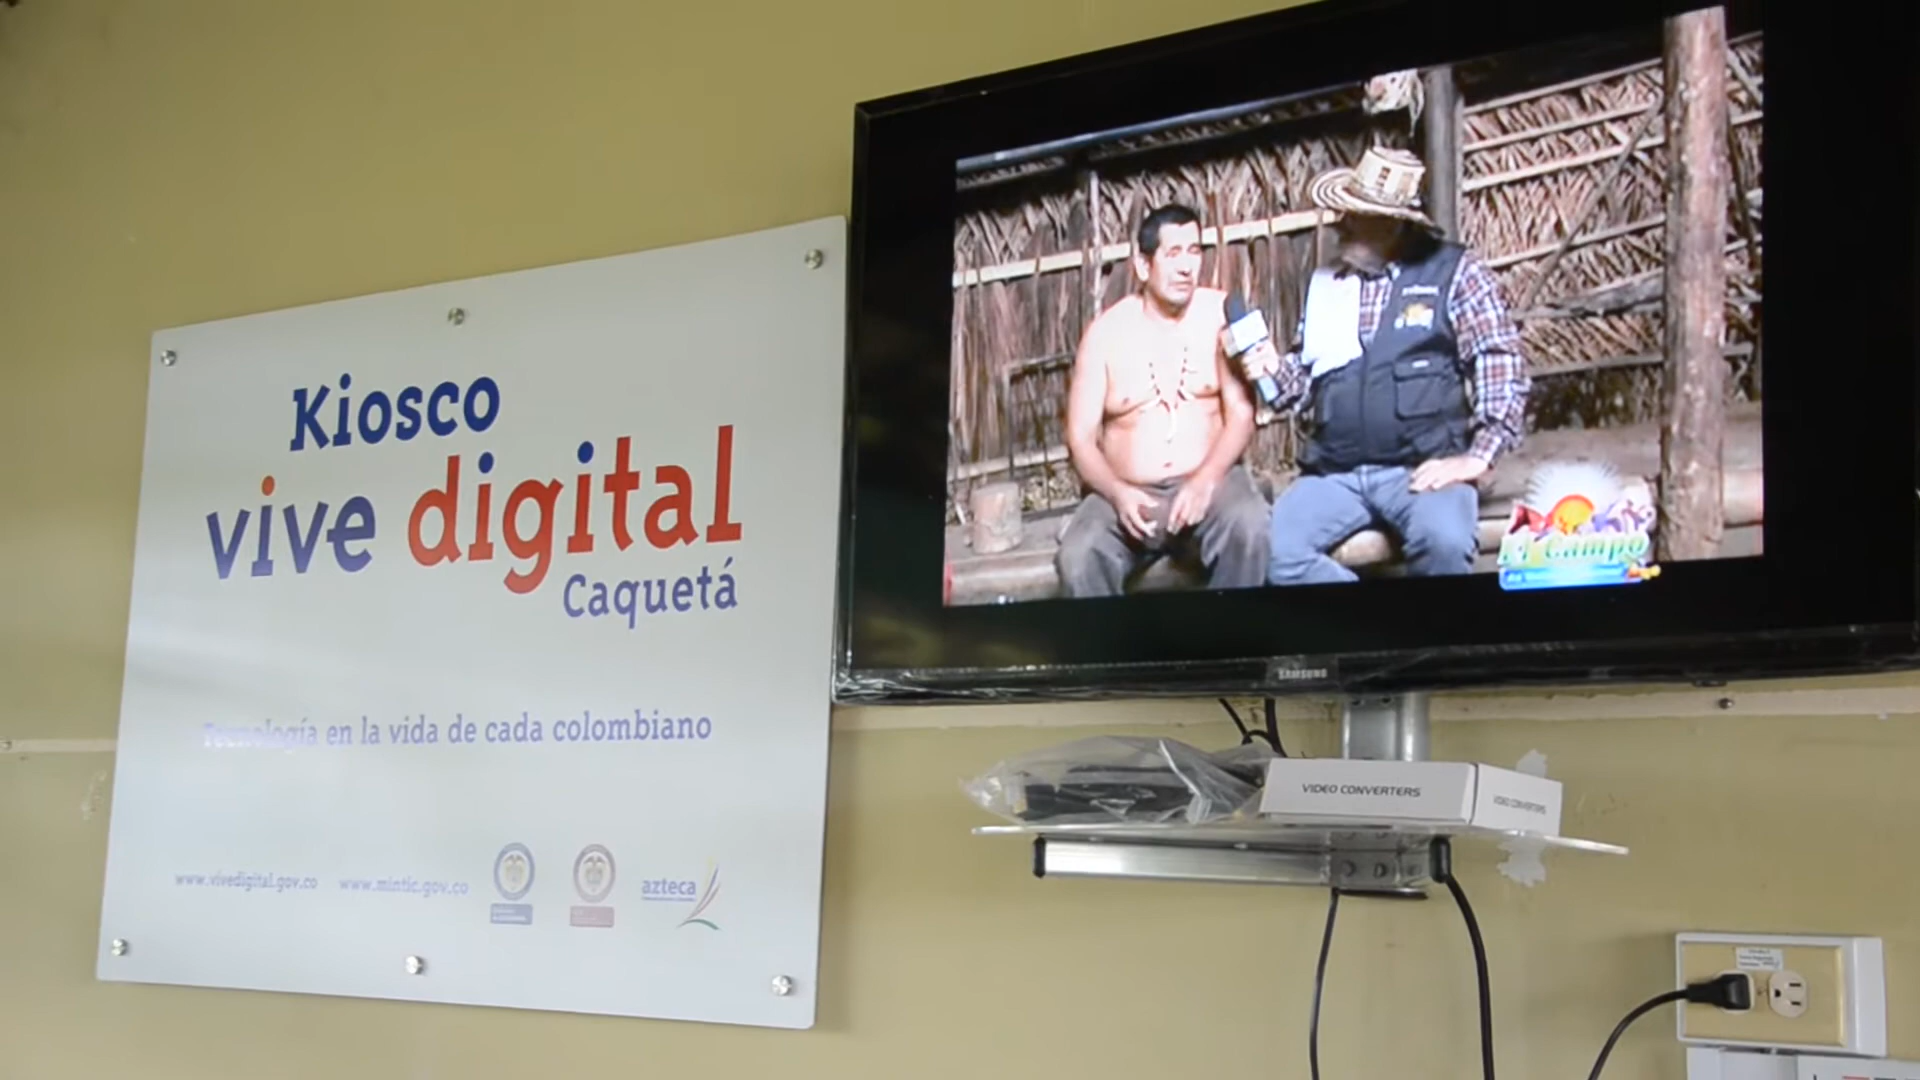 Kiosco
vive digital
Caquetá
Tecnología en la vida de cada colombiano
www.vivedigital.gov.co www.mintic.gov.co
azteca
El Campo
SAMSUNG
VIDEO CONVERTERS
VIDEO CONVERTERS